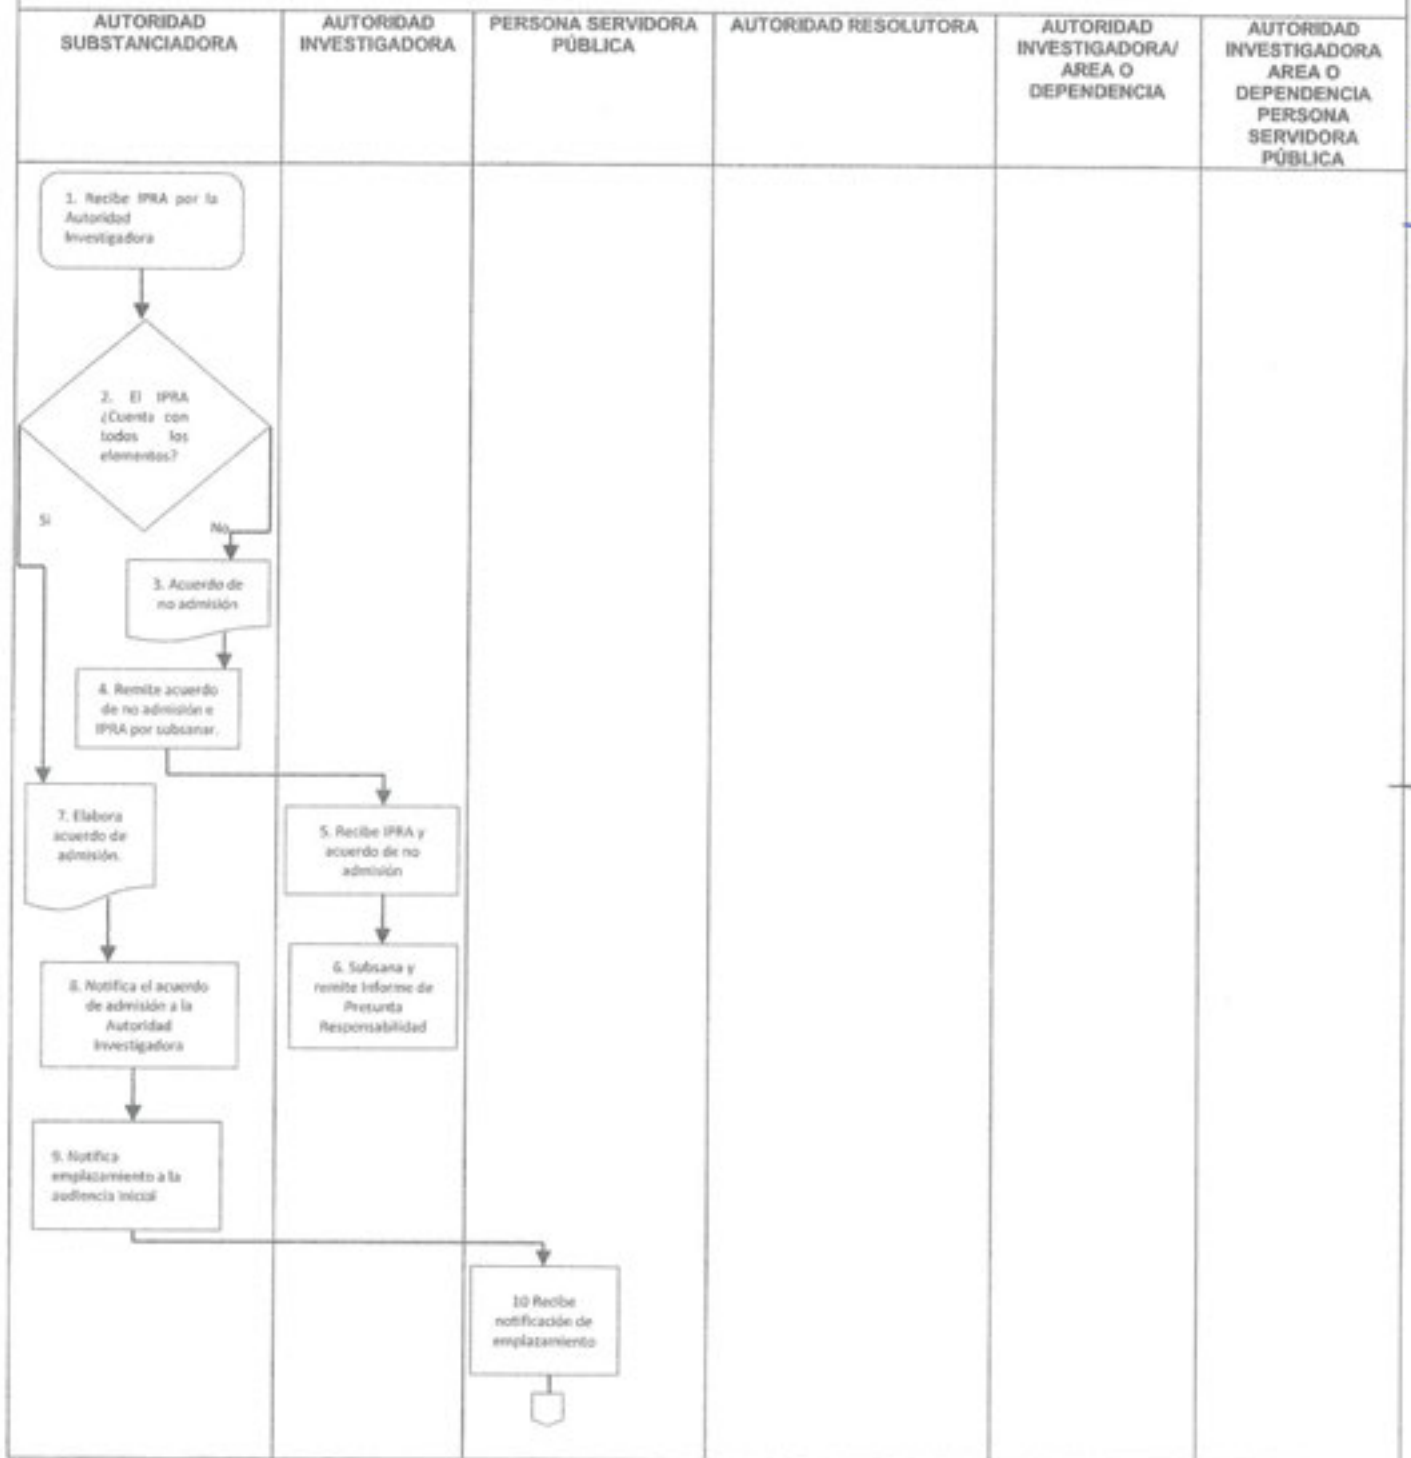 AUTORIDAD
SUBSTANCIADORA
AUTORIDAD
INVESTIGADORA
PERSONA SERVIDORA
PÚBLICA
AUTORIDAD RESOLUTORA
AUTORIDAD
INVESTIGADORA/
AREA O
DEPENDENCIA
AUTORIDAD
INVESTIGADORA
AREA O
DEPENDENCIA
PERSONA
SERVIDORA
PÚBLICA
1. Recibe IPRA por la
Autoridad
Investigadora
2. El IPRA
¿Cuenta con
todos los
elementos?
Si
No
3. Acuerdo de
no admisión
4. Remite acuerdo
de no admisión e
IPRA por subsanar.
7. Elabora
acuerdo de
admisión.
5. Recibe IPRA y
acuerdo de no
admisión
6. Subsana y
remite Informe de
Presunta
Responsabilidad
8. Notifica el acuerdo
de admisión a la
Autoridad
Investigadora
9. Notifica
emplazamiento a la
audiencia inicial
10 Recibe
notificación de
emplazamiento